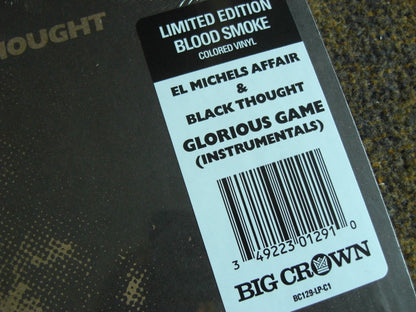 THOUGHT
LIMITED EDITION
BLOOD SMOKE
COLORED VINYL
EL MICHELS AFFAIR
&
BLACK THOUGHT
GLORIOUS GAME
(INSTRUMENTALS)
3 49223 01291 0
BIG CROWN
BC129-LP-C1